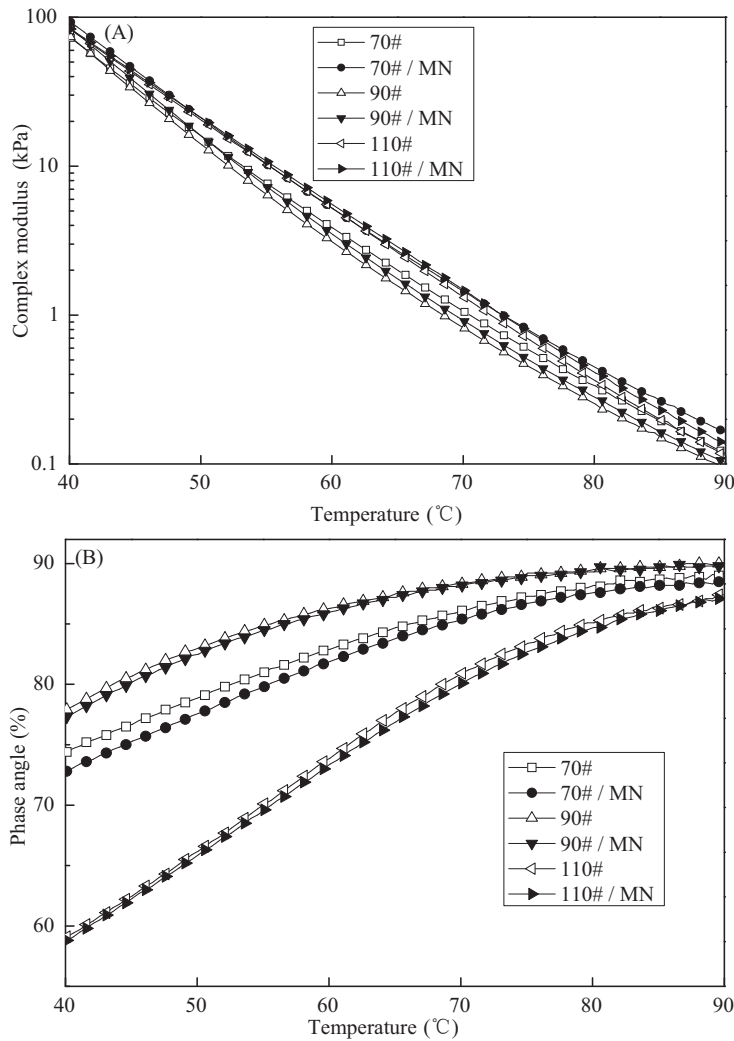 100
(A)
70#
70# / MN
90#
90# / MN
110#
110# / MN
10
1
0.1
Complex modulus (kPa)
40 50 60 70 80 90
Temperature (℃)
(B)
90
80
70
60
Phase angle (%)
70#
70# / MN
90#
90# / MN
110#
110# / MN
40 50 60 70 80 90
Temperature (℃)